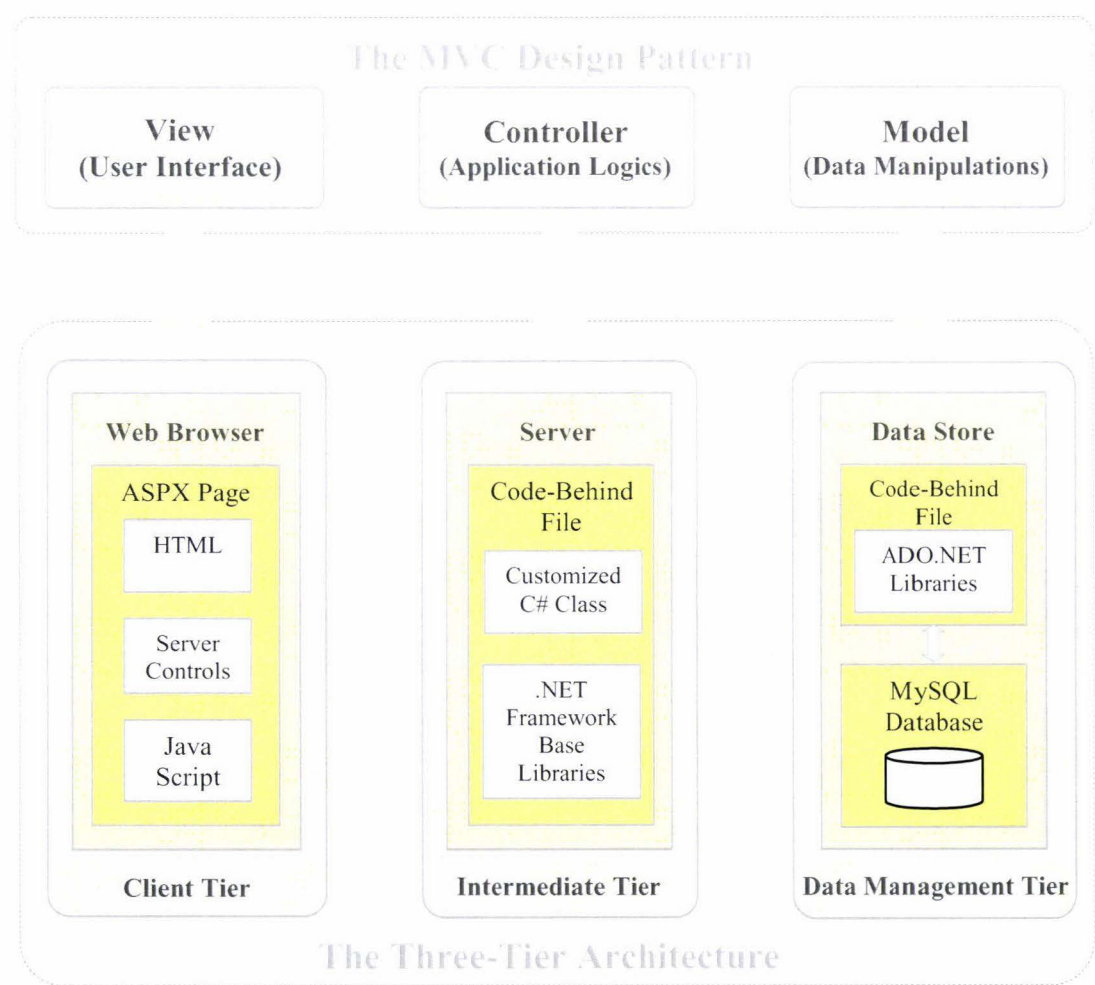 The MVC Design Pattern
View
(User Interface)
Controller
(Application Logics)
Model
(Data Manipulations)
Web Browser
ASPX Page
HTML
Server
Controls
Java
Script
Client Tier
Server
Code-Behind
File
Customized
C# Class
.NET
Framework
Base
Libraries
Intermediate Tier
Data Store
Code-Behind
File
ADO.NET
Libraries
MySQL
Database
Data Management Tier
The Three-Tier Architecture